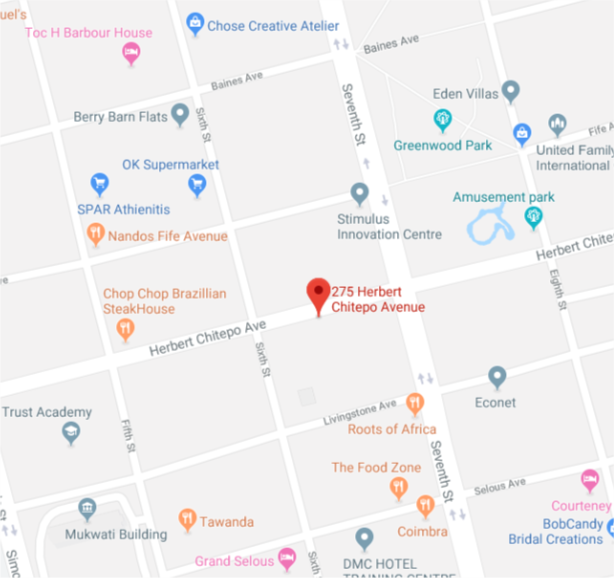 uel's
Toc H Barbour House
Chose Creative Atelier
Baines Ave
Baines Ave
Seventh St
Eden Villas
Berry Barn Flats
Sixth St
Greenwood Park
Fife A
United Family
International
OK Supermarket
SPAR Athienitis
Amusement park
Stimulus
Innovation Centre
Nandos Fife Avenue
ve
Herbert Chite
Chop Chop Brazillian
SteakHouse
275 Herbert
Chitepo Avenue
Eighth St
Herbert Chitepo Ave
Sixth St
Econet
Trust Academy
Livingstone Ave
Roots of Africa
Fifth St
Seventh St
The Food Zone
Selous Ave
Courteney
Tawanda
Coimbra
BobCandy
Bridal Creations
Mukwati Building
St
Simo
Grand Selous
Sixth
DMC HOTEL
TRAINING CENTRE